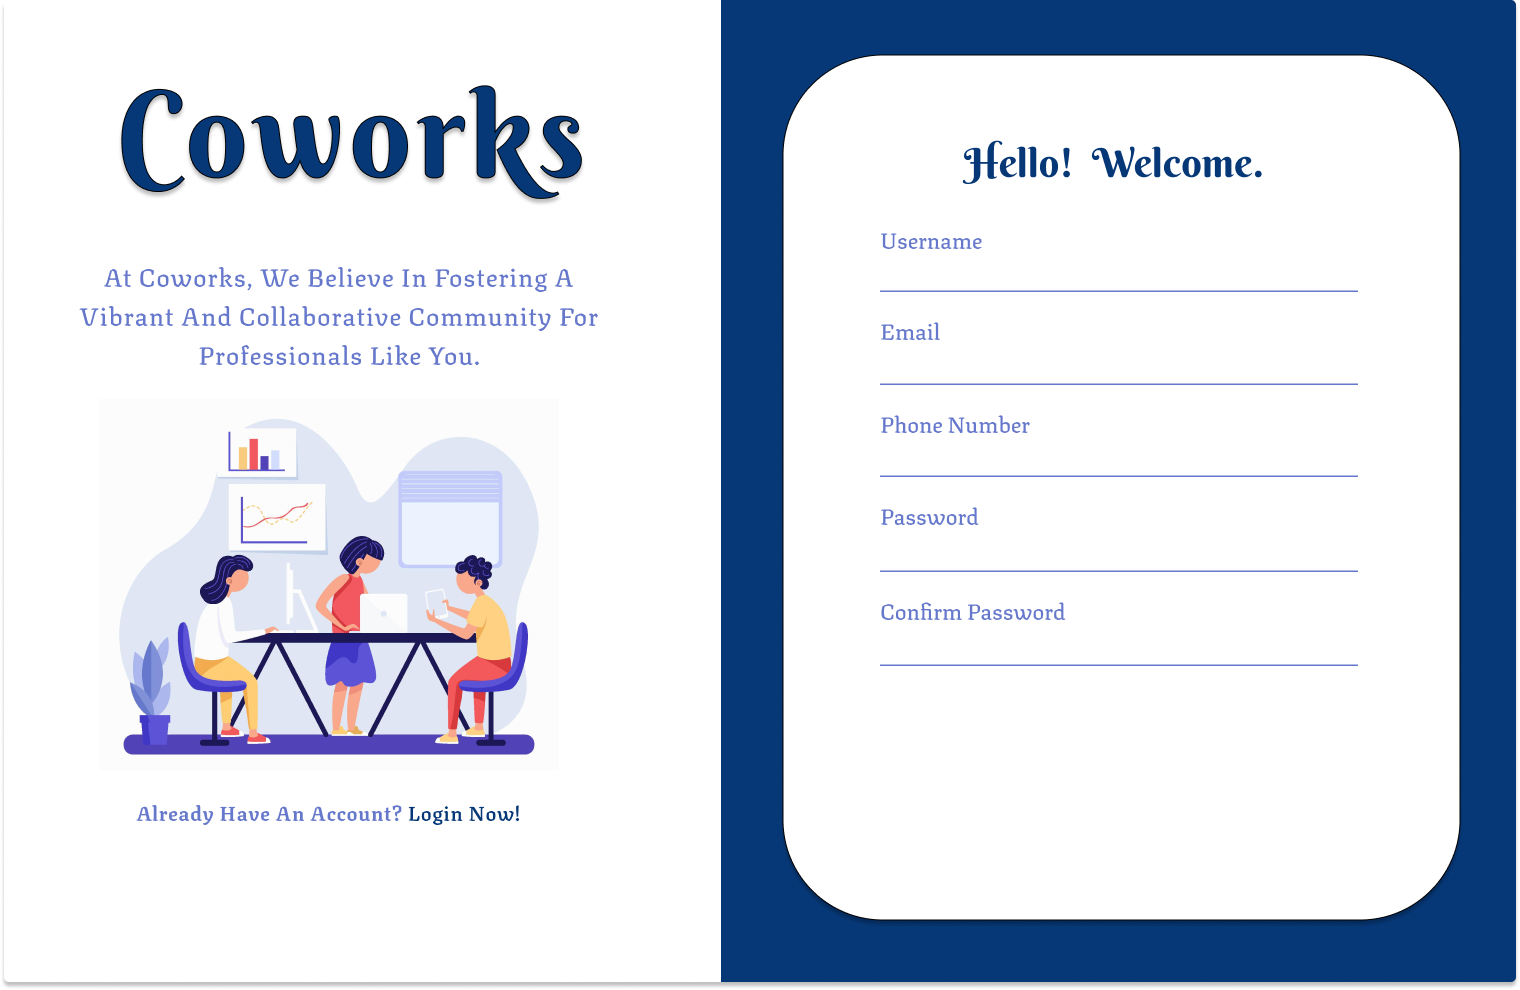 Coworks
At Coworks, We Believe In Fostering A
Vibrant And Collaborative Community For
Professionals Like You.
Already Have An Account? Login Now!
Hello! Welcome.
Username
Email
Phone Number
Password
Confirm Password